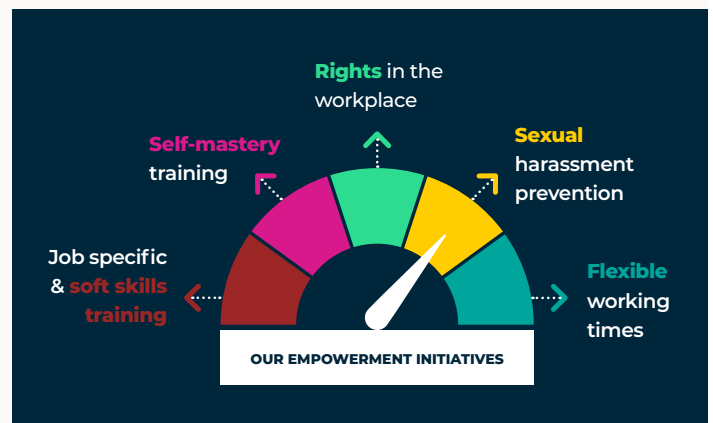 Rights in the
workplace
Self-mastery
training
Sexual
harassment
prevention
Job specific
& soft skills
training
Flexible
working
times
OUR EMPOWERMENT INITIATIVES